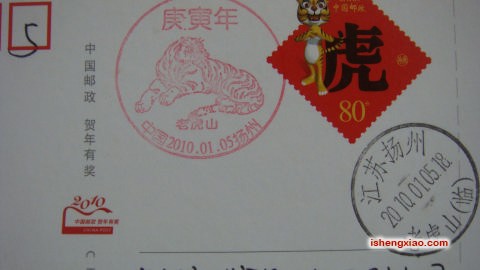 5
庚寅年
老虎山
中国2010.01.05扬州
中国邮政
虎
80分
中国邮政 贺年有奖
2010
中国邮政 贺年有奖
CHINA POST
江苏扬州
2010.01.05.18
老虎山(临)
ishengxiao.com